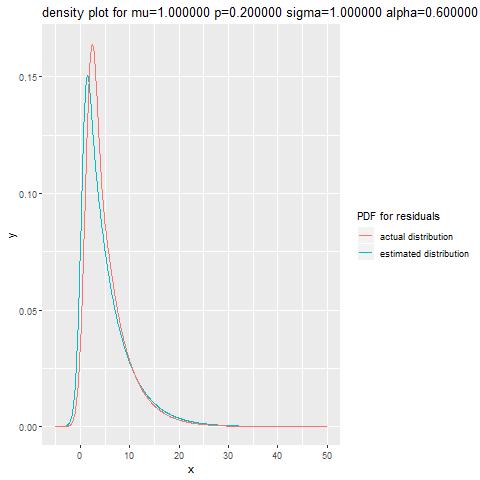 density plot for mu=1.000000 p=0.200000 sigma=1.000000 alpha=0.600000
0.15
0.10
0.05
0.00
y
0
10
20
30
40
50
x
PDF for residuals
actual distribution
estimated distribution